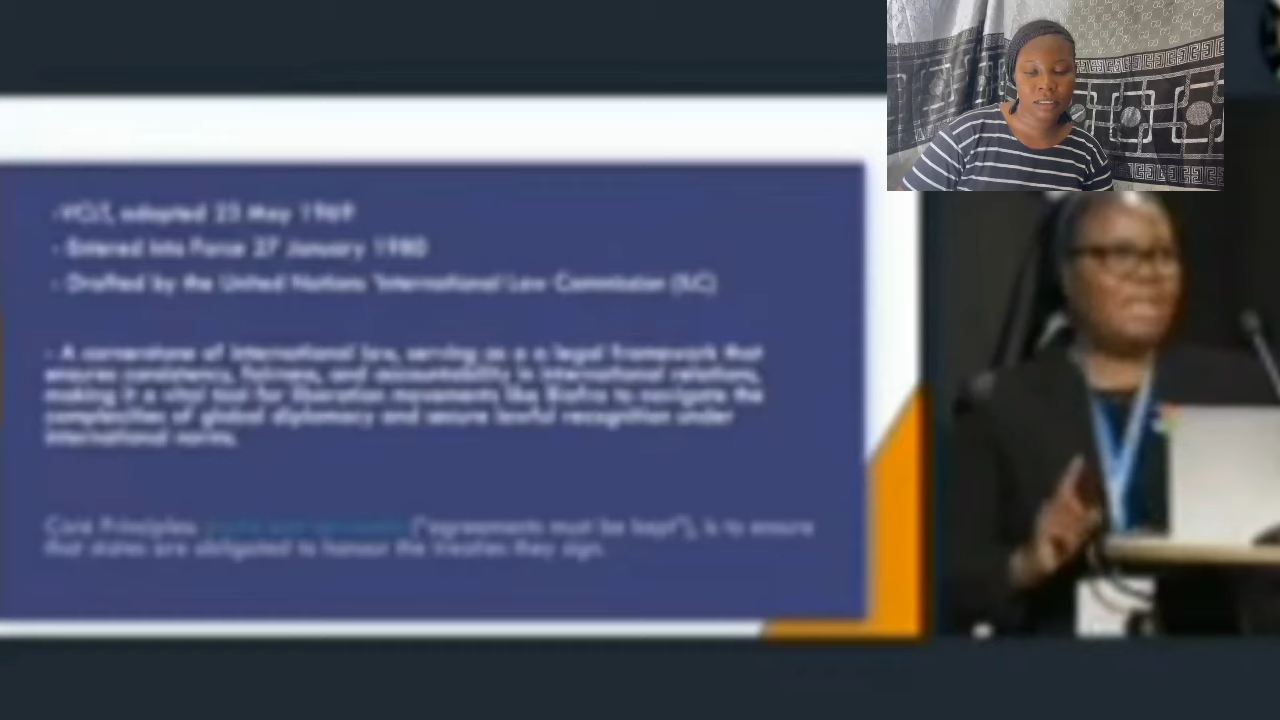 -VCLT, adopted 23 May 1969
- Entered Into Force 27 January 1980
- Drafted by the United Nations 'International Law Commission (ILC)
- A cornerstone of international law, serving as a a legal framework that
ensures consistency, fairness, and accountability in international relations,
making it a vital tool for liberation movements like Biafra to navigate the
complexities of global diplomacy and secure lawful recognition under
international norms.
Core Principles: ("agreements must be kept"), is to ensure
that states are obligated to honour the treaties they sign.